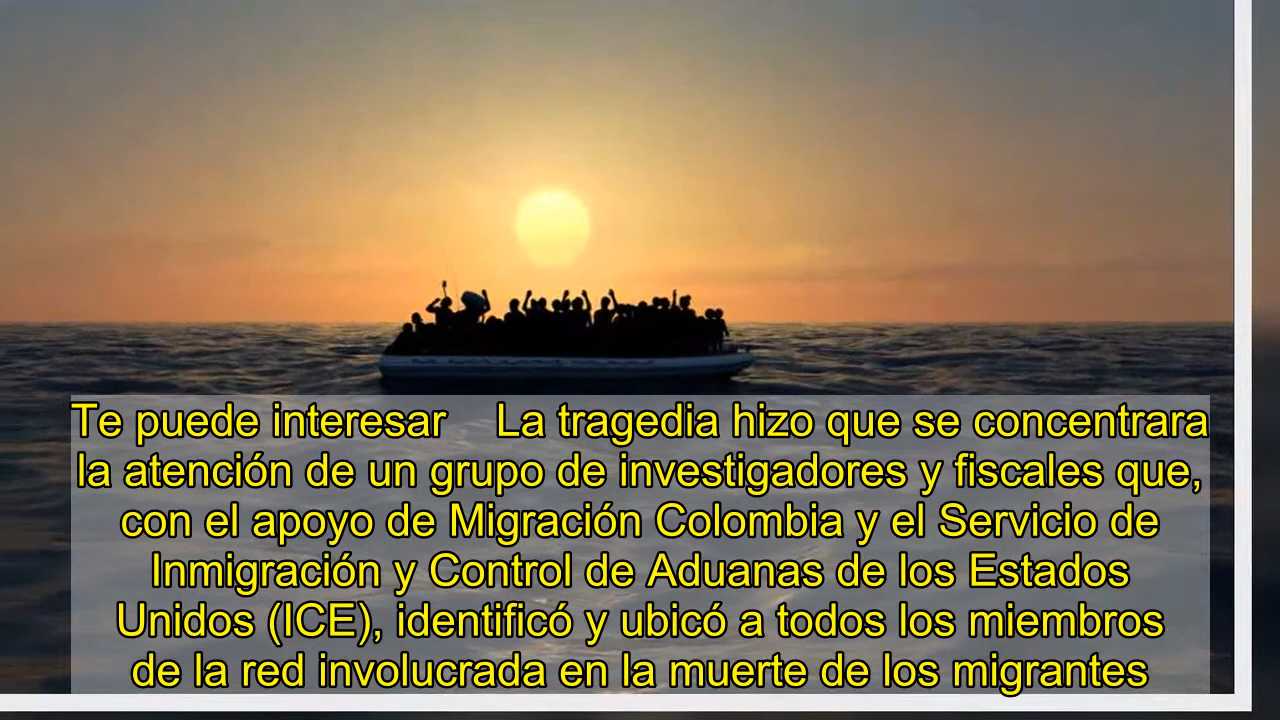 Te puede interesar    La tragedia hizo que se concentrara
la atención de un grupo de investigadores y fiscales que,
con el apoyo de Migración Colombia y el Servicio de
Inmigración y Control de Aduanas de los Estados
Unidos (ICE), identificó y ubicó a todos los miembros
de la red involucrada en la muerte de los migrantes